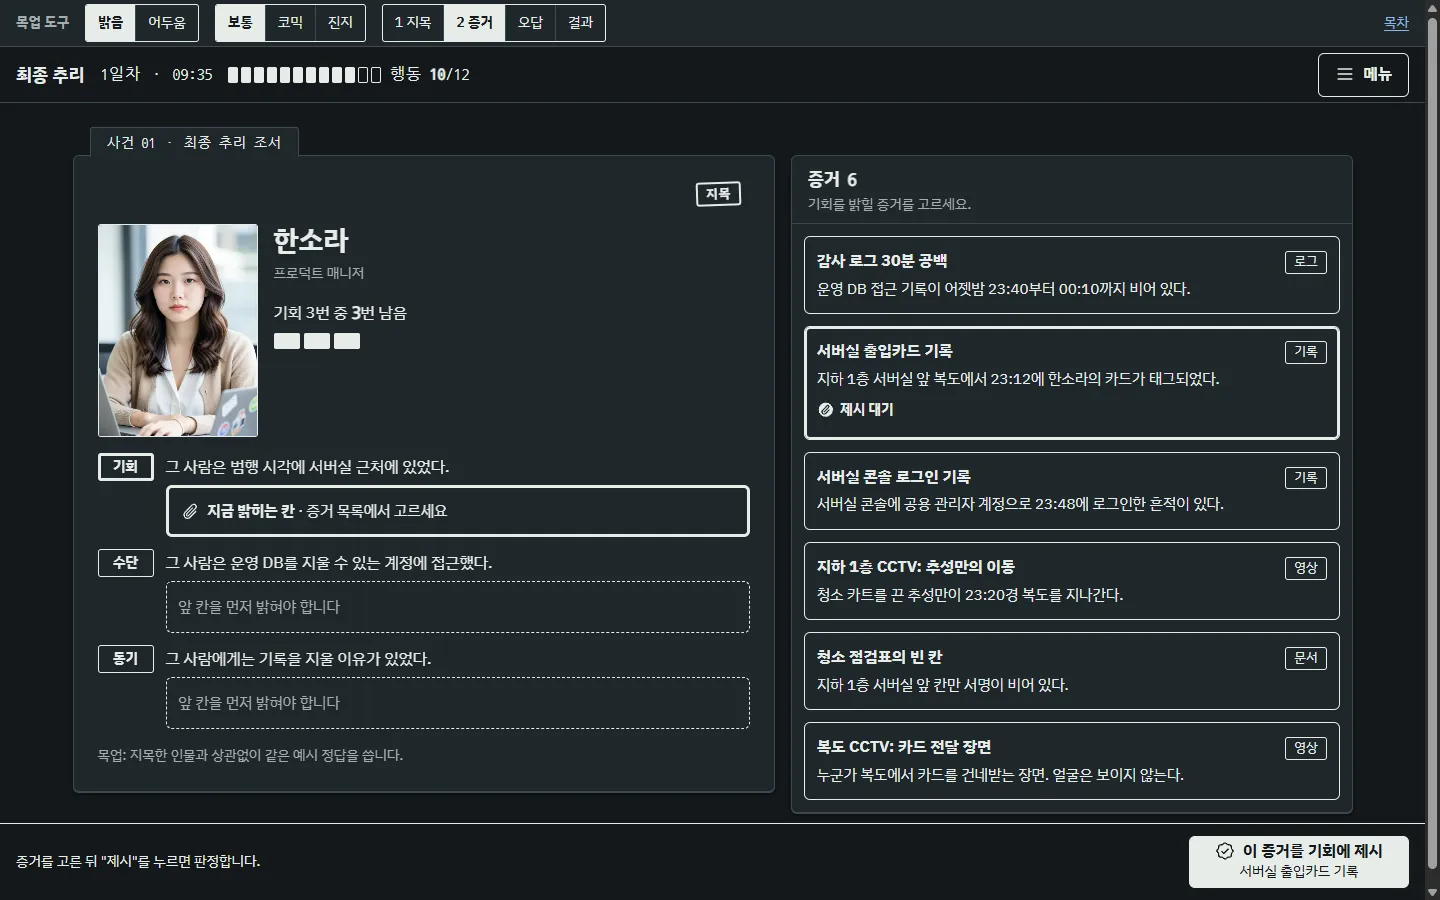 목업 도구 밝음 어두움 보통 코믹 진지 1 지목 2 증거 오답 결과 목차
최종 추리 1일차 · 09:35 행동 10/12 메뉴
사건 01 · 최종 추리 조서
지목
한소라
프로덕트 매니저
기회 3번 중 3번 남음
기회 그 사람은 범행 시각에 서버실 근처에 있었다.
지금 밝히는 칸 · 증거 목록에서 고르세요
수단 그 사람은 운영 DB를 지울 수 있는 계정에 접근했다.
앞 칸을 먼저 밝혀야 합니다
동기 그 사람에게는 기록을 지울 이유가 있었다.
앞 칸을 먼저 밝혀야 합니다
목업: 지목한 인물과 상관없이 같은 예시 정답을 씁니다.
증거 6
기회를 밝힐 증거를 고르세요.
감사 로그 30분 공백 로그
운영 DB 접근 기록이 어젯밤 23:40부터 00:10까지 비어 있다.
서버실 출입카드 기록 기록
지하 1층 서버실 앞 복도에서 23:12에 한소라의 카드가 태그되었다.
제시 대기
서버실 콘솔 로그인 기록 기록
서버실 콘솔에 공용 관리자 계정으로 23:48에 로그인한 흔적이 있다.
지하 1층 CCTV: 추성만의 이동 영상
청소 카트를 끈 추성만이 23:20경 복도를 지나간다.
청소 점검표의 빈 칸 문서
지하 1층 서버실 앞 칸만 서명이 비어 있다.
복도 CCTV: 카드 전달 장면 영상
누군가 복도에서 카드를 건네받는 장면. 얼굴은 보이지 않는다.
증거를 고른 뒤 "제시"를 누르면 판정합니다.
이 증거를 기회에 제시
서버실 출입카드 기록